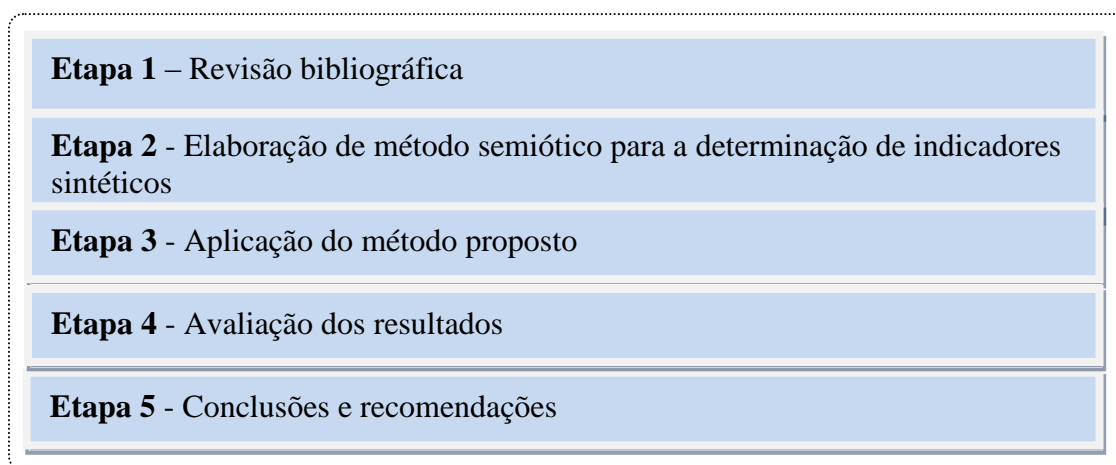 Etapa 1 – Revisão bibliográfica
Etapa 2 - Elaboração de método semiótico para a determinação de indicadores
sintéticos
Etapa 3 - Aplicação do método proposto
Etapa 4 - Avaliação dos resultados
Etapa 5 - Conclusões e recomendações